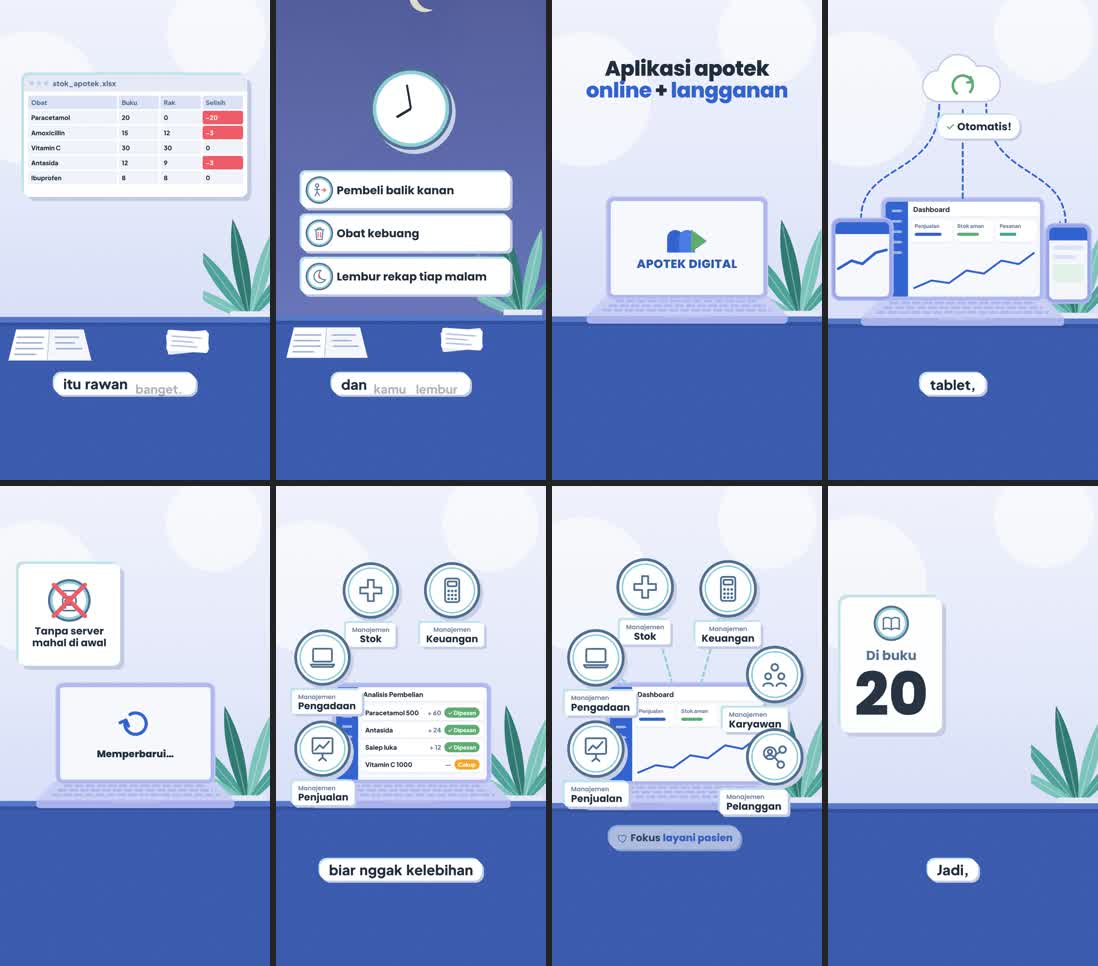 stok_apotek.xlsx
Obat Buku Rak Selisih
Paracetamol 20 0 −20
Amoxicillin 15 12 −3
Vitamin C 30 30 0
Antasida 12 9 −3
Ibuprofen 8 8 0
itu rawan banget.
Pembeli balik kanan
Obat kebuang
Lembur rekap tiap malam
dan kamu lembur
Aplikasi apotek
online + langganan
APOTEK DIGITAL
Otomatis!
Dashboard
Penjualan Stok aman Pesanan
tablet,
Tanpa server
mahal di awal
Memperbarui...
Manajemen
Stok
Manajemen
Keuangan
Manajemen
Pengadaan
Manajemen
Penjualan
Analisis Pembelian
Paracetamol 500 + 60 ✓ Dipesan
Antasida + 24 ✓ Dipesan
Salep luka + 12 ✓ Dipesan
Vitamin C 1000 — Cukup
biar nggak kelebihan
Manajemen
Stok
Manajemen
Keuangan
Manajemen
Pengadaan
Manajemen
Karyawan
Manajemen
Penjualan
Manajemen
Pelanggan
Dashboard
Penjualan Stok aman
Fokus layani pasien
Di buku
20
Jadi,